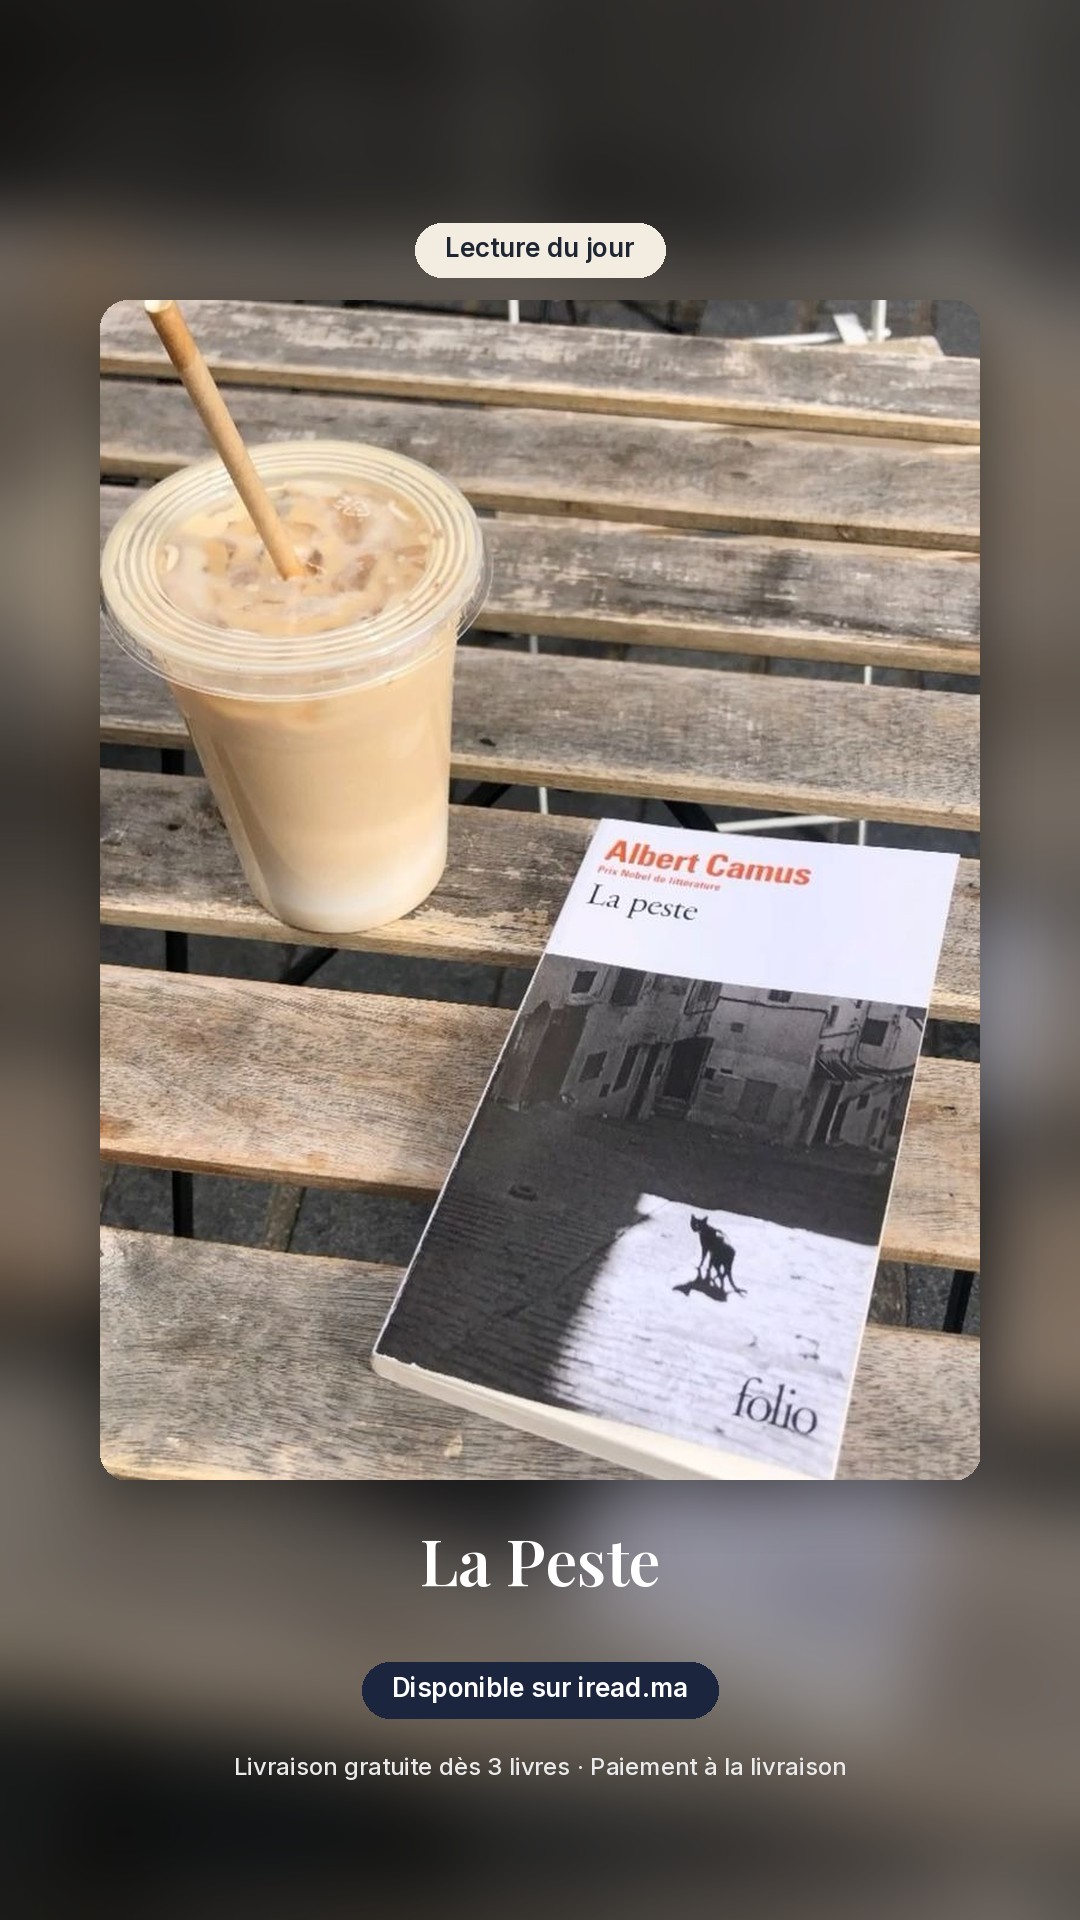 Lecture du jour
Albert Camus
Prix Nobel de littérature
La peste
folio
La Peste
Disponible sur iread.ma
Livraison gratuite dès 3 livres · Paiement à la livraison